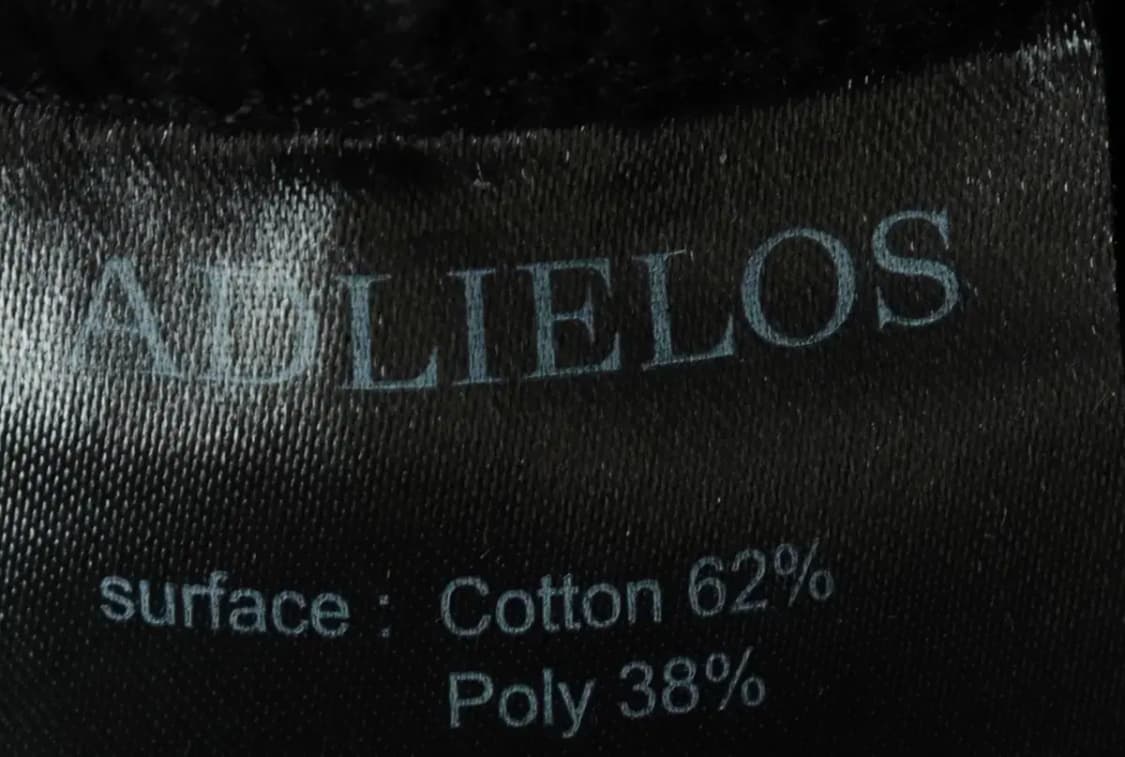 ADLIELOS
surface : Cotton 62%
Poly 38%